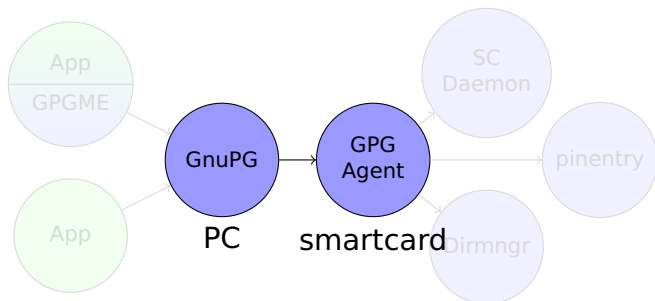 App
GPGME
App
GnuPG
PC
GPG
Agent
smartcard
SC
Daemon
pinentry
Dirmngr